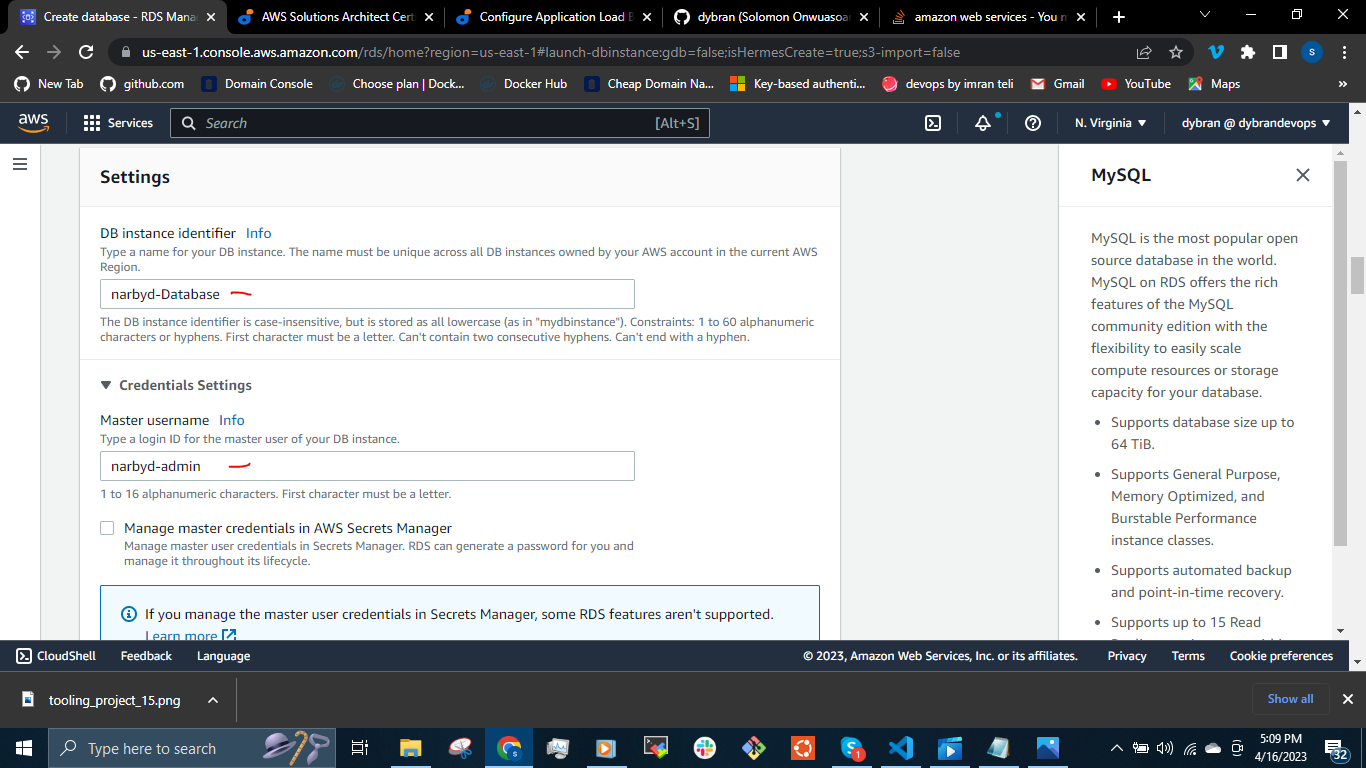 Create database - RDS Mana
AWS Solutions Architect Cert
Configure Application Load B
dybran (Solomon Onwuasoan
amazon web services - You n
us-east-1.console.aws.amazon.com/rds/home?region=us-east-1#launch-dbinstance:gdb=false;isHermesCreate=true;s3-import=false
S
New Tab
github.com
Domain Console
Choose plan | Dock...
Docker Hub
Cheap Domain Na...
Key-based authenti...
devops by imran teli
Gmail
YouTube
Maps
»
aws
Services
Search
[Alt+S]
N. Virginia
dybran @ dybrandevops
Settings
DB instance identifier Info
Type a name for your DB instance. The name must be unique across all DB instances owned by your AWS account in the current AWS
Region.
narbyd-Database
The DB instance identifier is case-insensitive, but is stored as all lowercase (as in "mydbinstance"). Constraints: 1 to 60 alphanumeric
characters or hyphens. First character must be a letter. Can't contain two consecutive hyphens. Can't end with a hyphen.
Credentials Settings
Master username Info
Type a login ID for the master user of your DB instance.
narbyd-admin
1 to 16 alphanumeric characters. First character must be a letter.
Manage master credentials in AWS Secrets Manager
Manage master user credentials in Secrets Manager. RDS can generate a password for you and
manage it throughout its lifecycle.
If you manage the master user credentials in Secrets Manager, some RDS features aren't supported.
Learn more
MySQL
MySQL is the most popular open
source database in the world.
MySQL on RDS offers the rich
features of the MySQL
community edition with the
flexibility to easily scale
compute resources or storage
capacity for your database.
• Supports database size up to
64 TiB.
• Supports General Purpose,
Memory Optimized, and
Burstable Performance
instance classes.
• Supports automated backup
and point-in-time recovery.
• Supports up to 15 Read
CloudShell
Feedback
Language
© 2023, Amazon Web Services, Inc. or its affiliates.
Privacy
Terms
Cookie preferences
tooling_project_15.png
Show all
Type here to search
1
5:09 PM
4/16/2023
32